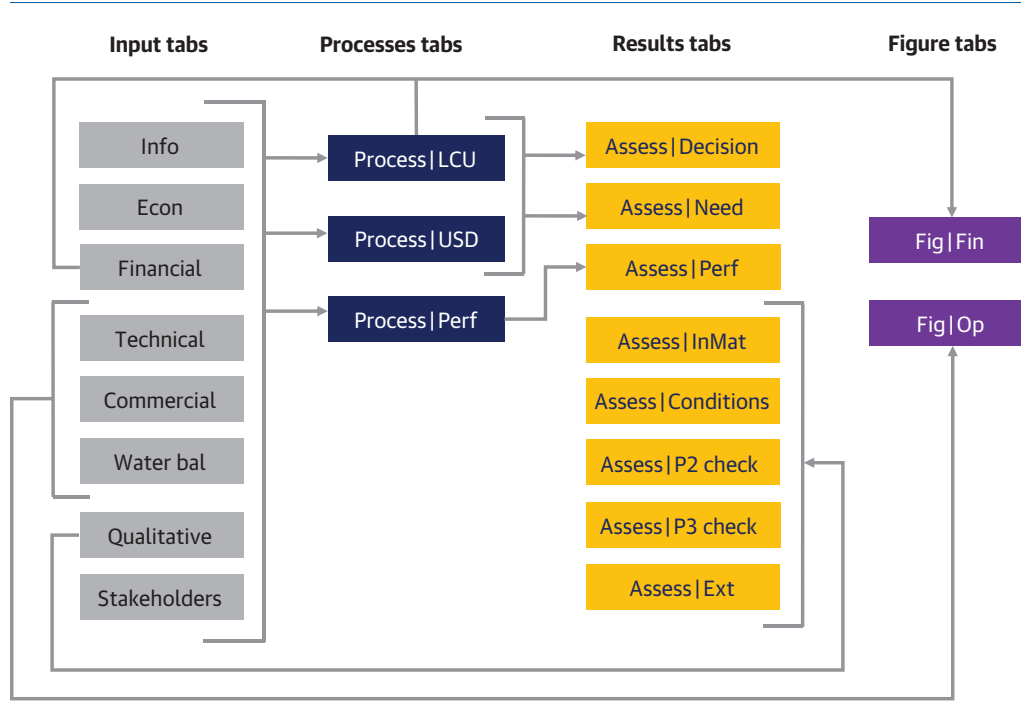 Input tabs
Processes tabs
Results tabs
Figure tabs
Info
Econ
Financial
Technical
Commercial
Water bal
Qualitative
Stakeholders
Process|LCU
Process|USD
Process|Perf
Assess|Decision
Assess|Need
Assess|Perf
Assess|InMat
Assess|Conditions
Assess|P2 check
Assess|P3 check
Assess|Ext
Fig|Fin
Fig|Op